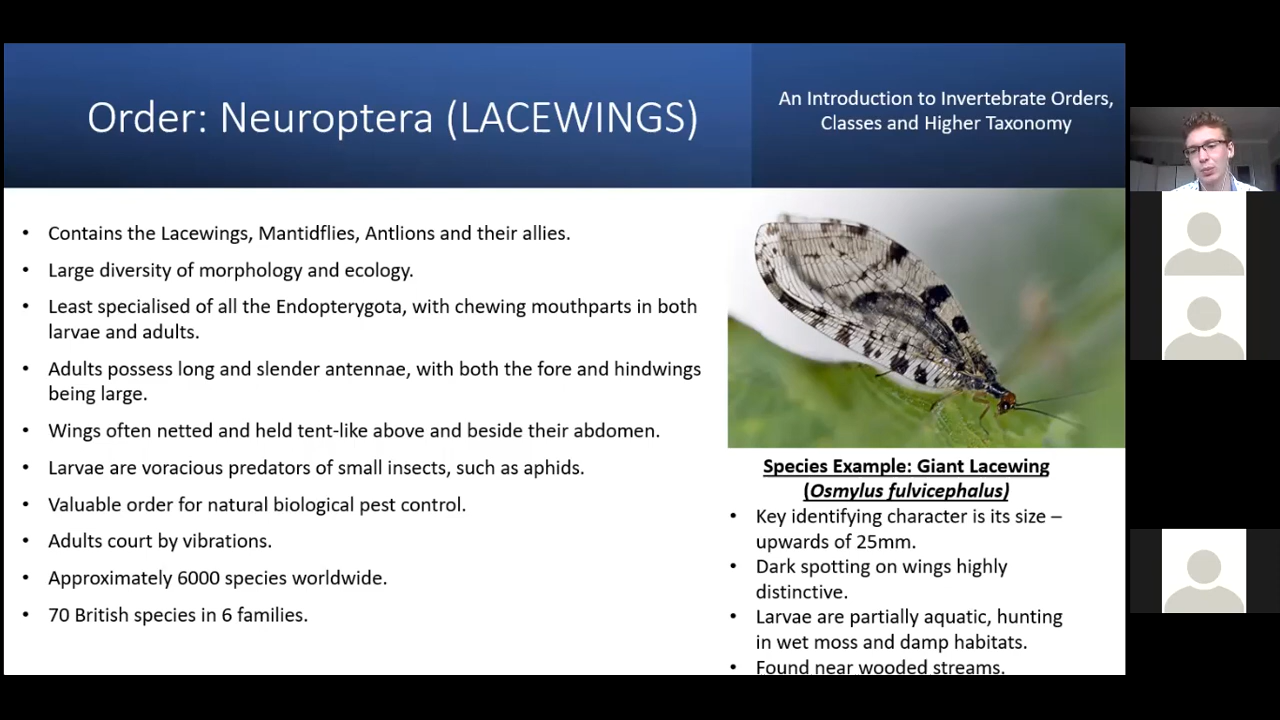 Order: Neuroptera (LACEWINGS)
An Introduction to Invertebrate Orders,
Classes and Higher Taxonomy
• Contains the Lacewings, Mantidflies, Antlions and their allies.
• Large diversity of morphology and ecology.
• Least specialised of all the Endopterygota, with chewing mouthparts in both
larvae and adults.
• Adults possess long and slender antennae, with both the fore and hindwings
being large.
• Wings often netted and held tent-like above and beside their abdomen.
• Larvae are voracious predators of small insects, such as aphids.
• Valuable order for natural biological pest control.
• Adults court by vibrations.
• Approximately 6000 species worldwide.
• 70 British species in 6 families.
Species Example: Giant Lacewing
(Osmylus fulvicephalus)
• Key identifying character is its size –
upwards of 25mm.
• Dark spotting on wings highly
distinctive.
• Larvae are partially aquatic, hunting
in wet moss and damp habitats.
• Found near wooded streams.